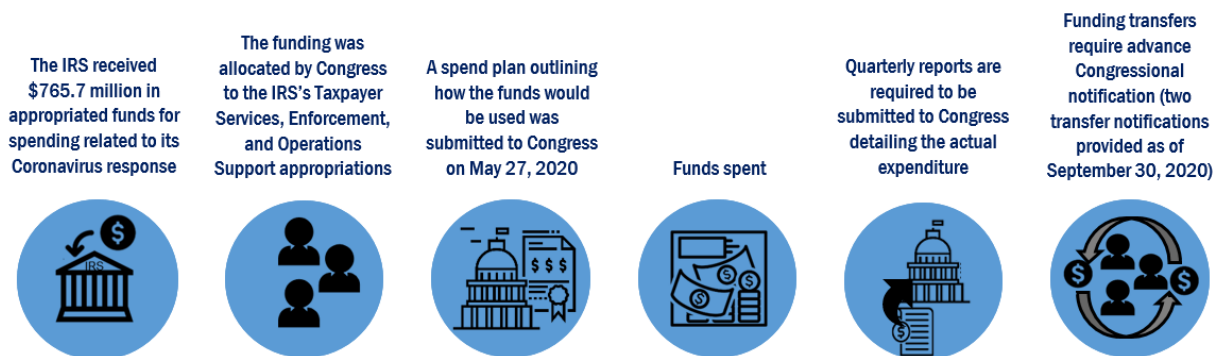 The IRS received
$765.7 million in
appropriated funds for
spending related to its
Coronavirus response
The funding was
allocated by Congress
to the IRS's Taxpayer
Services, Enforcement,
and Operations
Support appropriations
A spend plan outlining
how the funds would
be used was
submitted to Congress
on May 27, 2020
Funds spent
Quarterly reports are
required to be
submitted to Congress
detailing the actual
expenditure
Funding transfers
require advance
Congressional
notification (two
transfer notifications
provided as of
September 30, 2020)
$
IRS
$ $ $
$
$
$
$
$
$